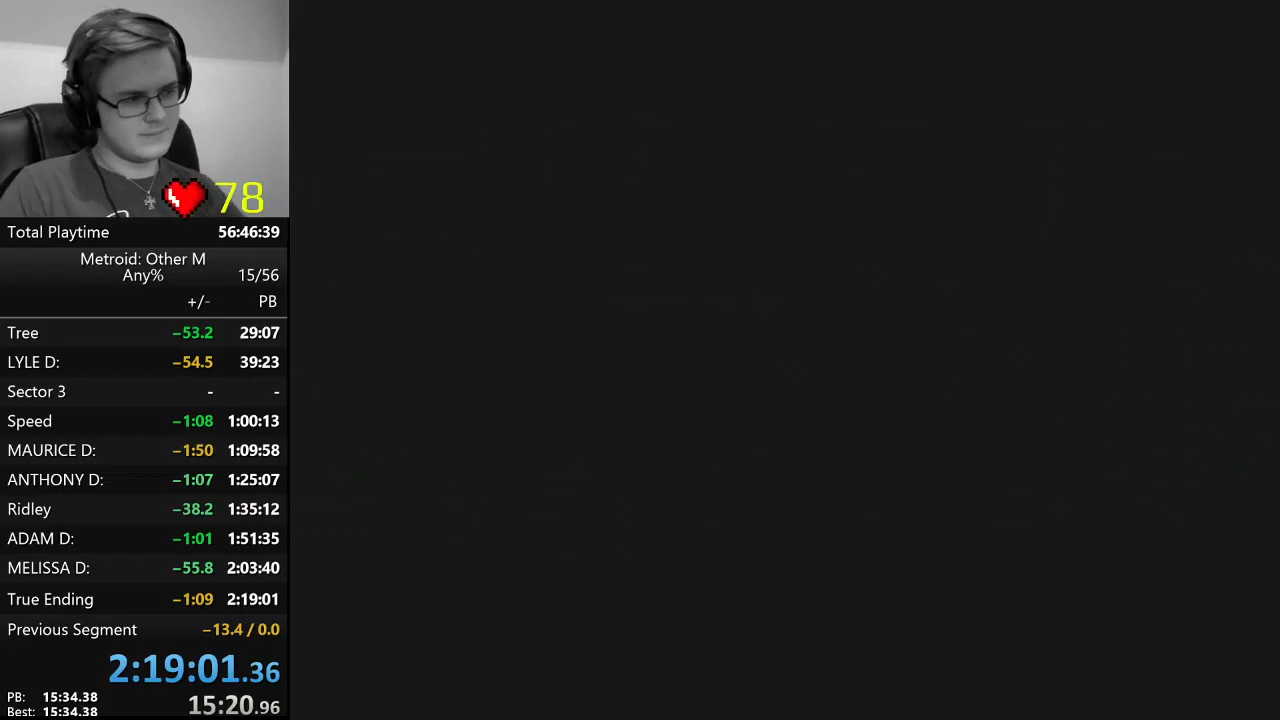 78
Total Playtime 56:46:39
Metroid: Other M
Any% 15/56
+/- PB
Tree −53.2 29:07
LYLE D: −54.5 39:23
Sector 3 - -
Speed −1:08 1:00:13
MAURICE D: −1:50 1:09:58
ANTHONY D: −1:07 1:25:07
Ridley −38.2 1:35:12
ADAM D: −1:01 1:51:35
MELISSA D: −55.8 2:03:40
True Ending −1:09 2:19:01
Previous Segment −13.4 / 0.0
2:19:01.36
PB: 15:34.38
Best: 15:34.38
15:20.96